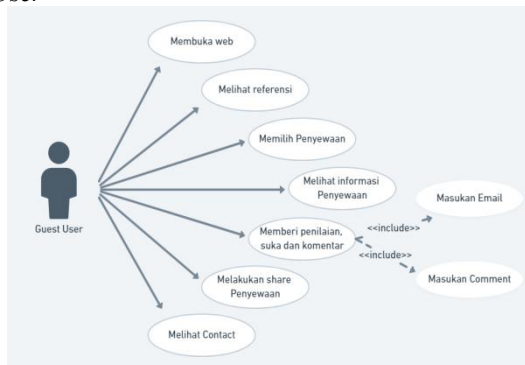 Membuka web
Melihat referensi
Memilih Penyewaan
Melihat informasi
Penyewaan
Guest User
Memberi penilaian,
suka dan komentar
<<include>>
Masukan Email
<<include>>
Masukan Comment
Melakukan share
Penyewaan
Melihat Contact